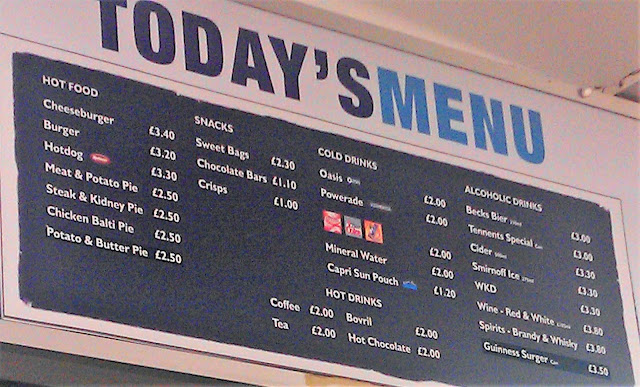 TODAY'SMENU
HOT FOOD
Cheeseburger £3.40
Burger £3.20
Hotdog £3.30
Meat & Potato Pie £2.50
Steak & Kidney Pie £2.50
Chicken Balti Pie £2.50
Potato & Butter Pie £2.50
SNACKS
Sweet Bags £2.30
Chocolate Bars £1.10
Crisps £1.00
COLD DRINKS
Oasis £2.00
Powerade £2.00
£2.00
Mineral Water £2.00
Capri Sun Pouch £1.20
HOT DRINKS
Coffee £2.00 Bovril £2.00
Tea £2.00 Hot Chocolate £2.00
ALCOHOLIC DRINKS
Becks Bier £3.00
Tennents Special £3.00
Cider £3.30
Smirnoff Ice £3.30
WKD £3.30
Wine - Red & White £3.80
Spirits - Brandy & Whisky £3.80
Guinness Surger £3.50